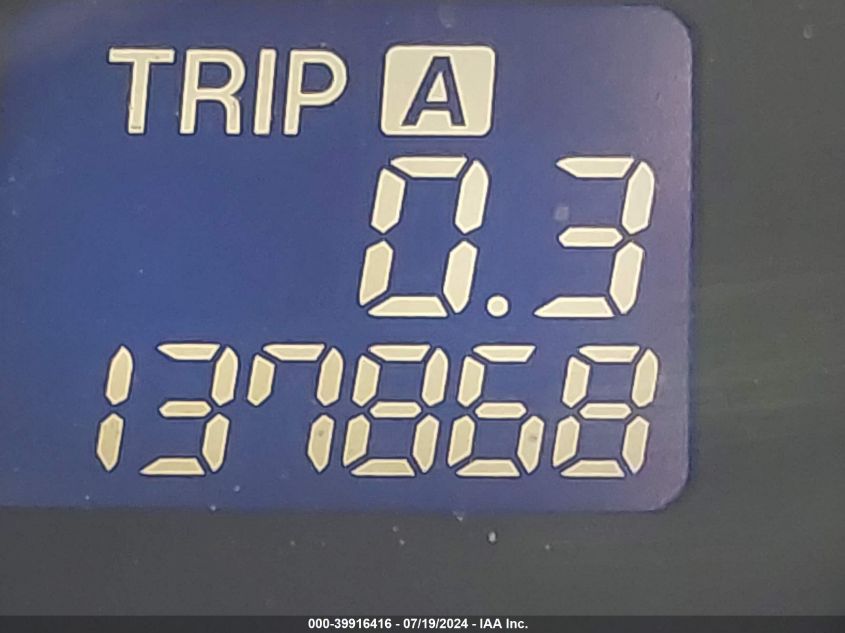 TRIP A
0.3
137868
000-39916416 - 07/19/2024 - IAA Inc.